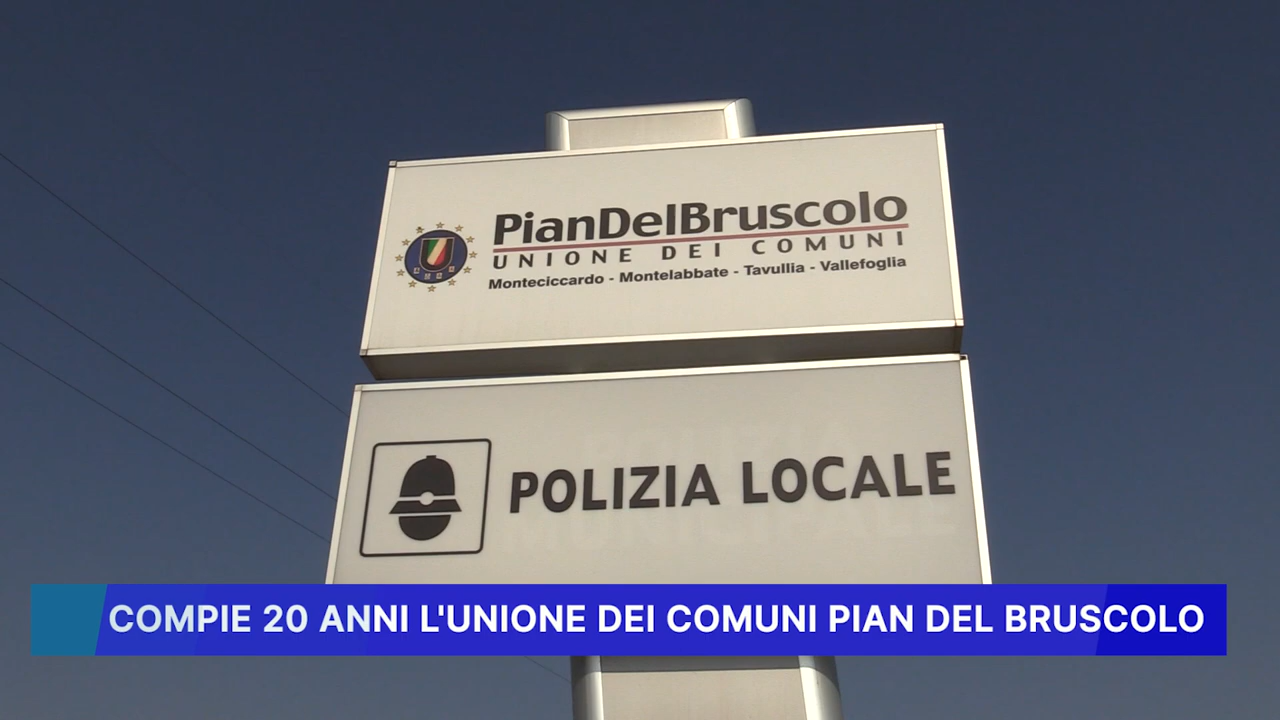 PianDelBruscolo
UNIONE DEI COMUNI
Monteciccardo - Montelabbate - Tavullia - Vallefoglia
POLIZIA LOCALE
COMPIE 20 ANNI L'UNIONE DEI COMUNI PIAN DEL BRUSCOLO